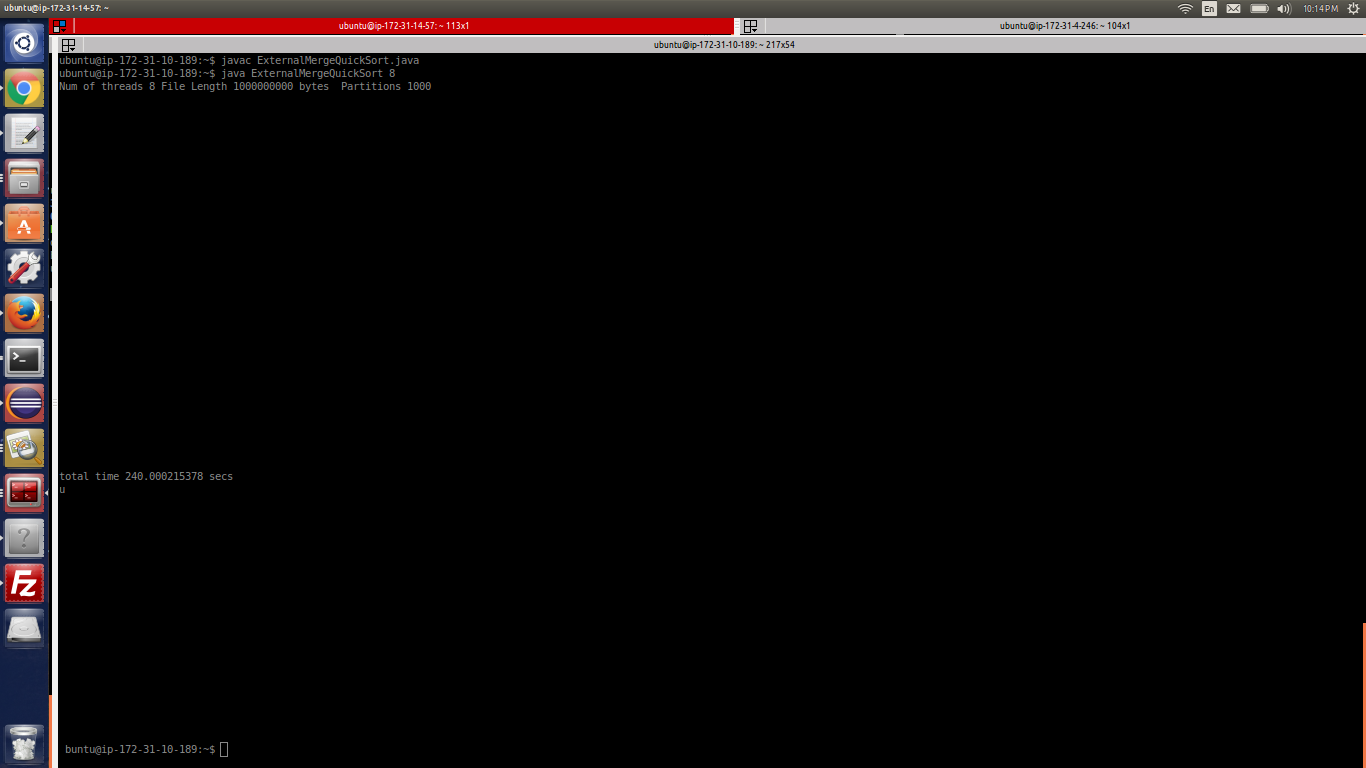 ubuntu@ip-172-31-14-57: ~
En
10:14 PM
ubuntu@ip-172-31-14-57: ~ 113x1
ubuntu@ip-172-31-4-246: ~ 104x1
ubuntu@ip-172-31-10-189: ~ 217x54
ubuntu@ip-172-31-10-189:~$ javac ExternalMergeQuickSort.java
ubuntu@ip-172-31-10-189:~$ java ExternalMergeQuickSort 8
Num of threads 8 File Length 1000000000 bytes  Partitions 1000
total time 240.000215378 secs
u
buntu@ip-172-31-10-189:~$